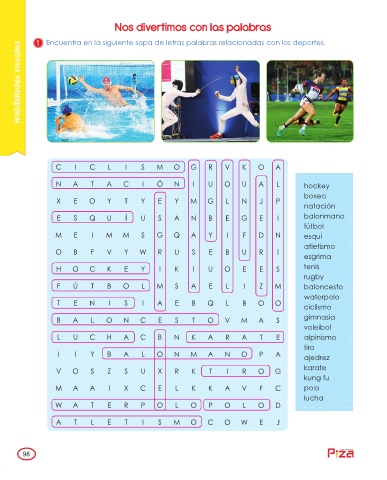 Nos divertimos con las palabras
Habilidades visuales
1 Encuentra en la siguiente sopa de letras palabras relacionadas con los deportes.
C I C L I S M O G R V K O A
N A T A C I Ó N I U O U A L
X E O Y T Y E Y M G L N J P
E S Q U Í U S A N B E G E I
M E I M M S G Q A Y I F D N
O B F V Y W R U S E B U R I
H O C K E Y I K I U O E E S
F Ú T B O L M S A E L I Z M
T E N I S I A E B Q L B O O
B A L O N C E S T O V M A S
L U C H A C B N K A R A T E
I I Y B A L O N M A N O P A
V O S Z S U X R K T I R O G
M A A I X C E L K K A V F C
W A T E R P O L O P O L O D
A T L E T I S M O C O W E J
hockey
boxeo
natación
balonmano
fútbol
esquí
atletismo
esgrima
tenis
rugby
baloncesto
waterpolo
ciclismo
gimnasia
voleibol
alpinismo
tiro
ajedrez
karate
kung fu
polo
lucha
98
Piza